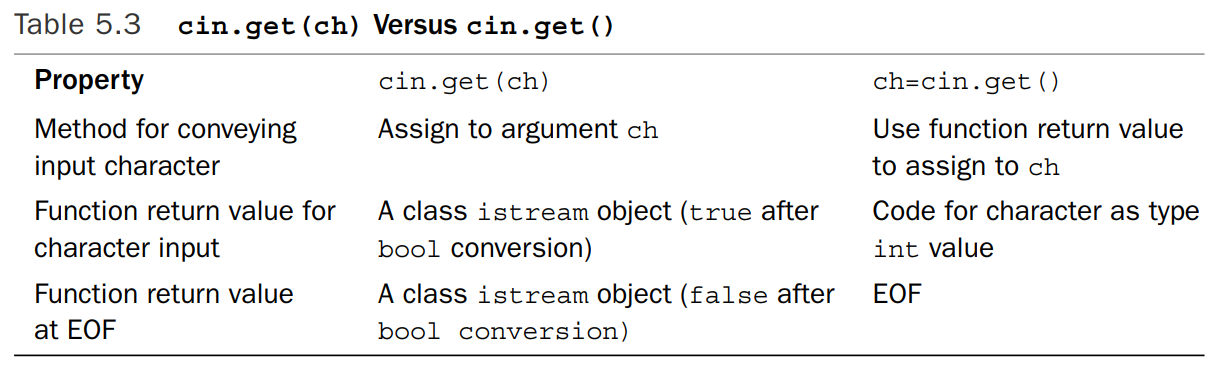 Table 5.3 cin.get(ch) Versus cin.get()
Property cin.get(ch) ch=cin.get()
Method for conveying Assign to argument ch Use function return value
input character to assign to ch
Function return value for A class istream object (true after Code for character as type
character input bool conversion) int value
Function return value A class istream object (false after EOF
at EOF bool conversion)